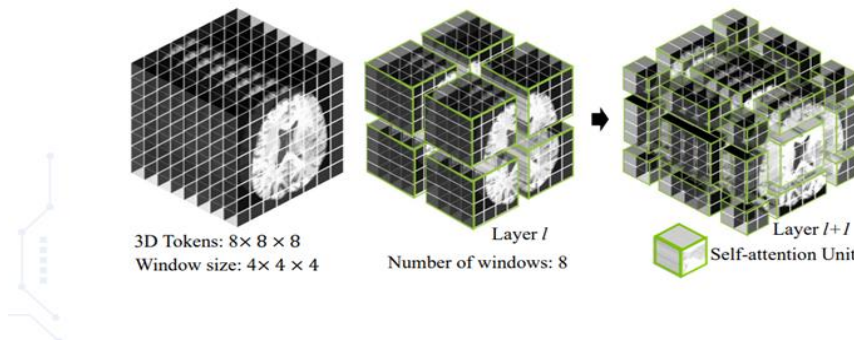 3D Tokens: 8× 8 × 8
Window size: 4× 4 × 4
Layer l
Number of windows: 8
Layer l+1
Self-attention Unit